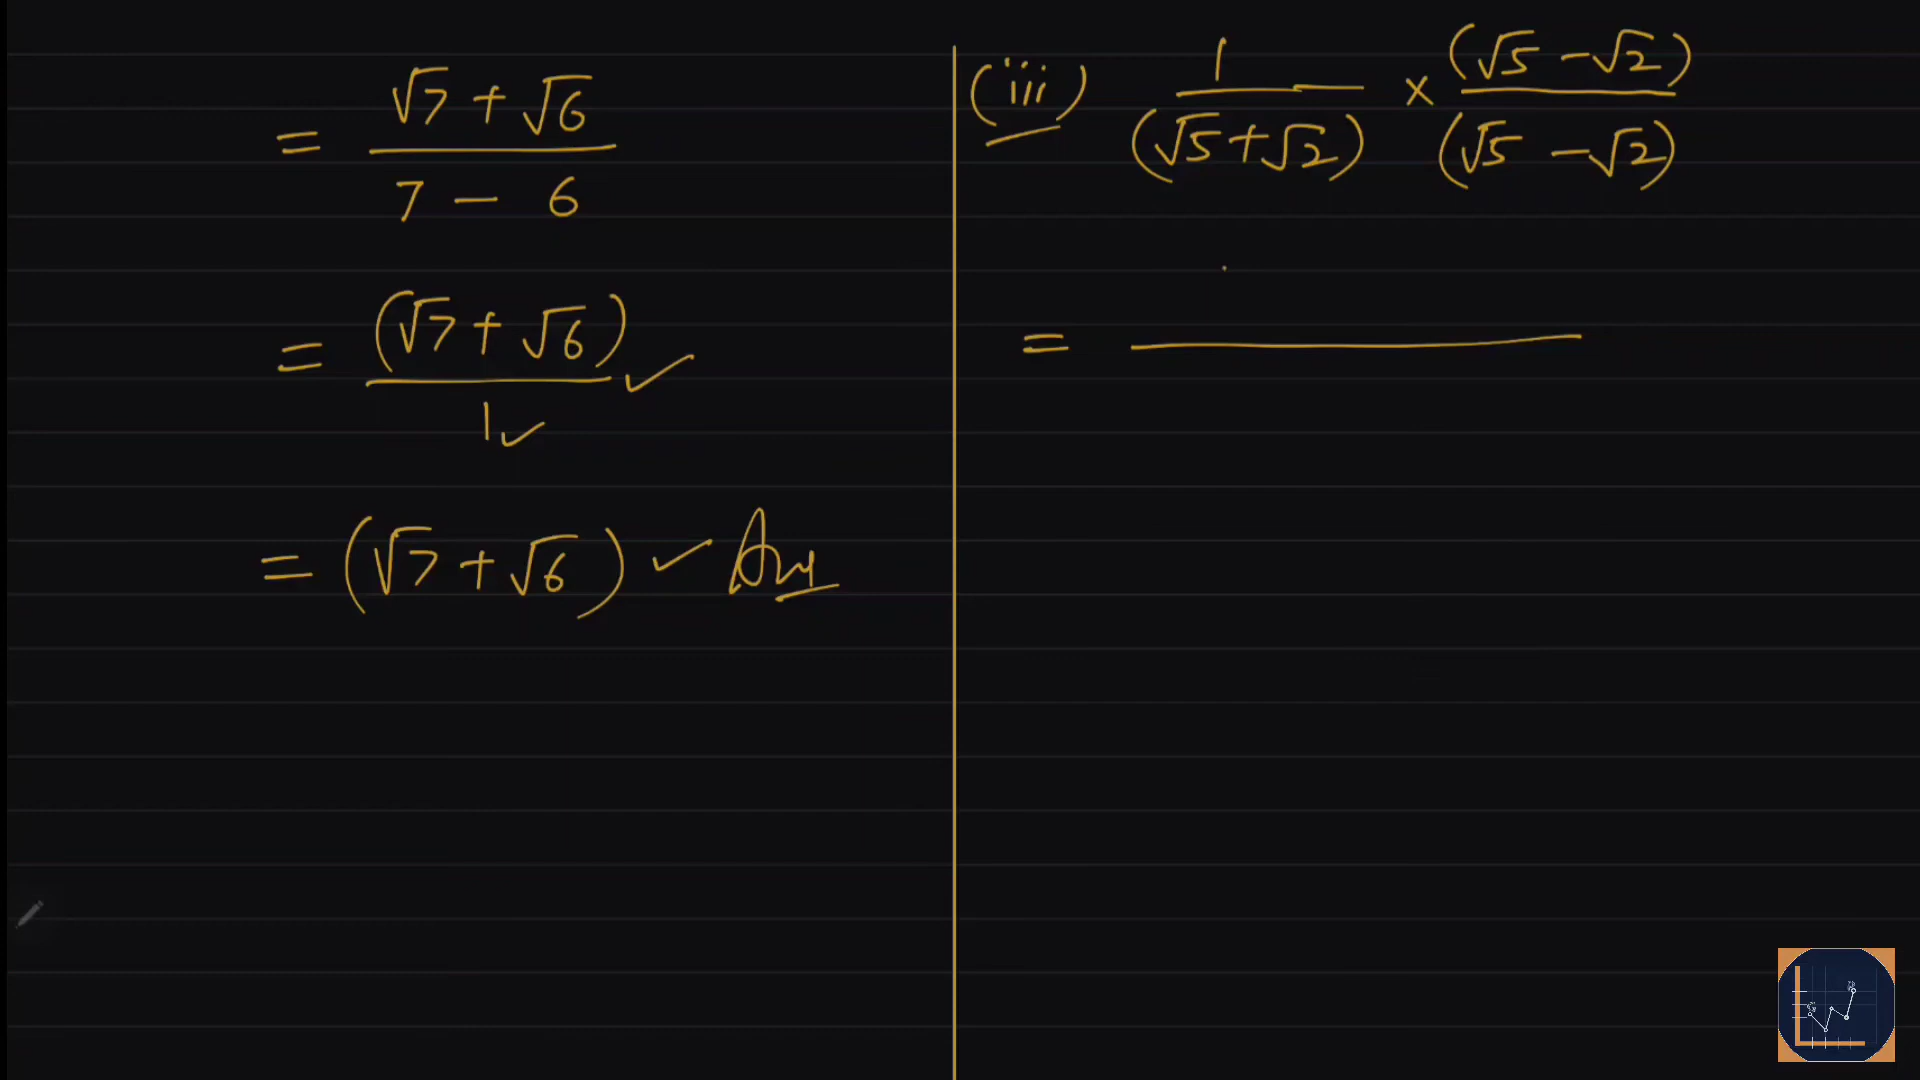 = (√7 + √6) / (7 - 6)
= (√7 + √6) / 1 ✓ ✓
= (√7 + √6) ✓ Ans
(iii) 1 / (√5 + √2) × (√5 - √2) / (√5 - √2)
=